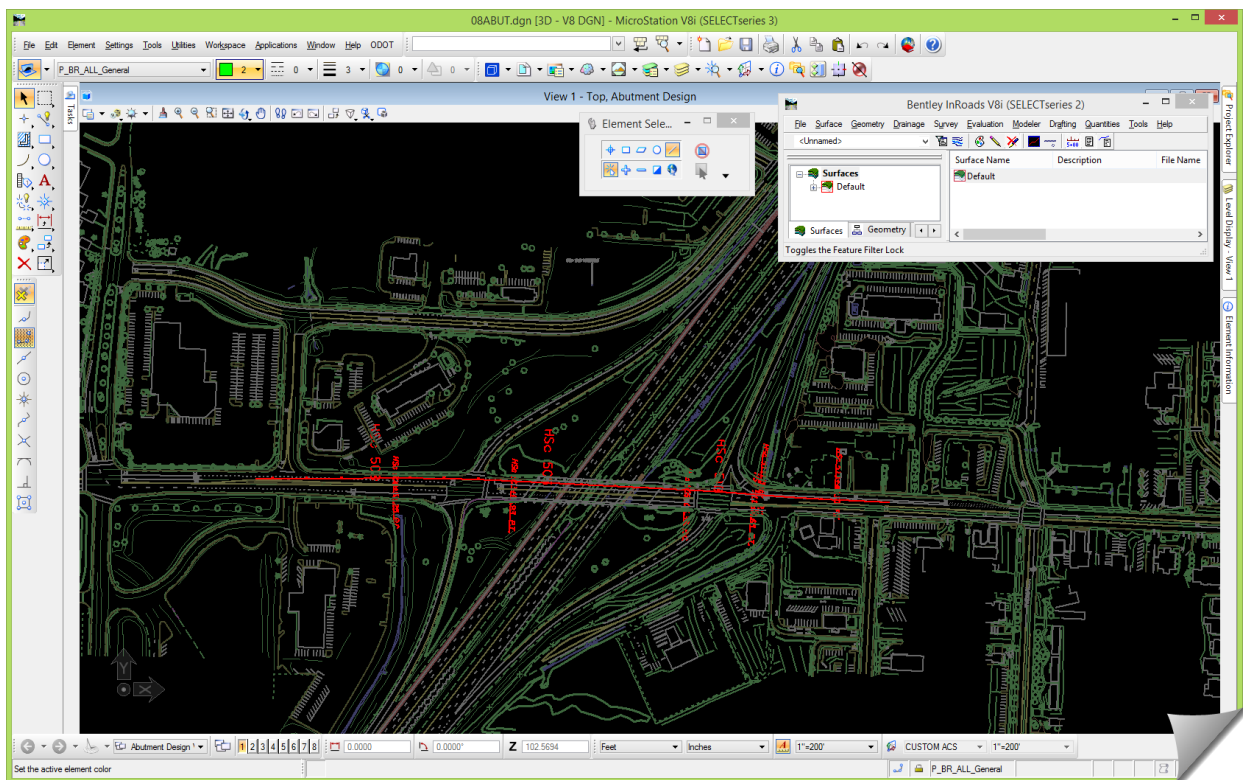 08ABUT.dgn [3D - V8 DGN] - MicroStation V8i (SELECTseries 3)
File Edit Element Settings Tools Utilities Workspace Applications Window Help ODOT
P_BR_ALL_General 2 0 3 0 0
View 1 - Top, Abutment Design
Tasks
Element Sele...
Bentley InRoads V8i (SELECTseries 2)
File Surface Geometry Drainage Survey Evaluation Modeler Drafting Quantities Tools Help
<Unnamed>
Surfaces
Default
Surface Name Description File Name
Default
Surfaces Geometry
Toggles the Feature Filter Lock
Project Explorer
Level Display - View 1
Element Information
A
HSc 50
HSc
Y
X
Abutment Design 1 2 3 4 5 6 7 8 0.0000 0.0000° Z 102.5694 Feet Inches 1"=200' CUSTOM ACS 1"=200'
Set the active element color
P_BR_ALL_General